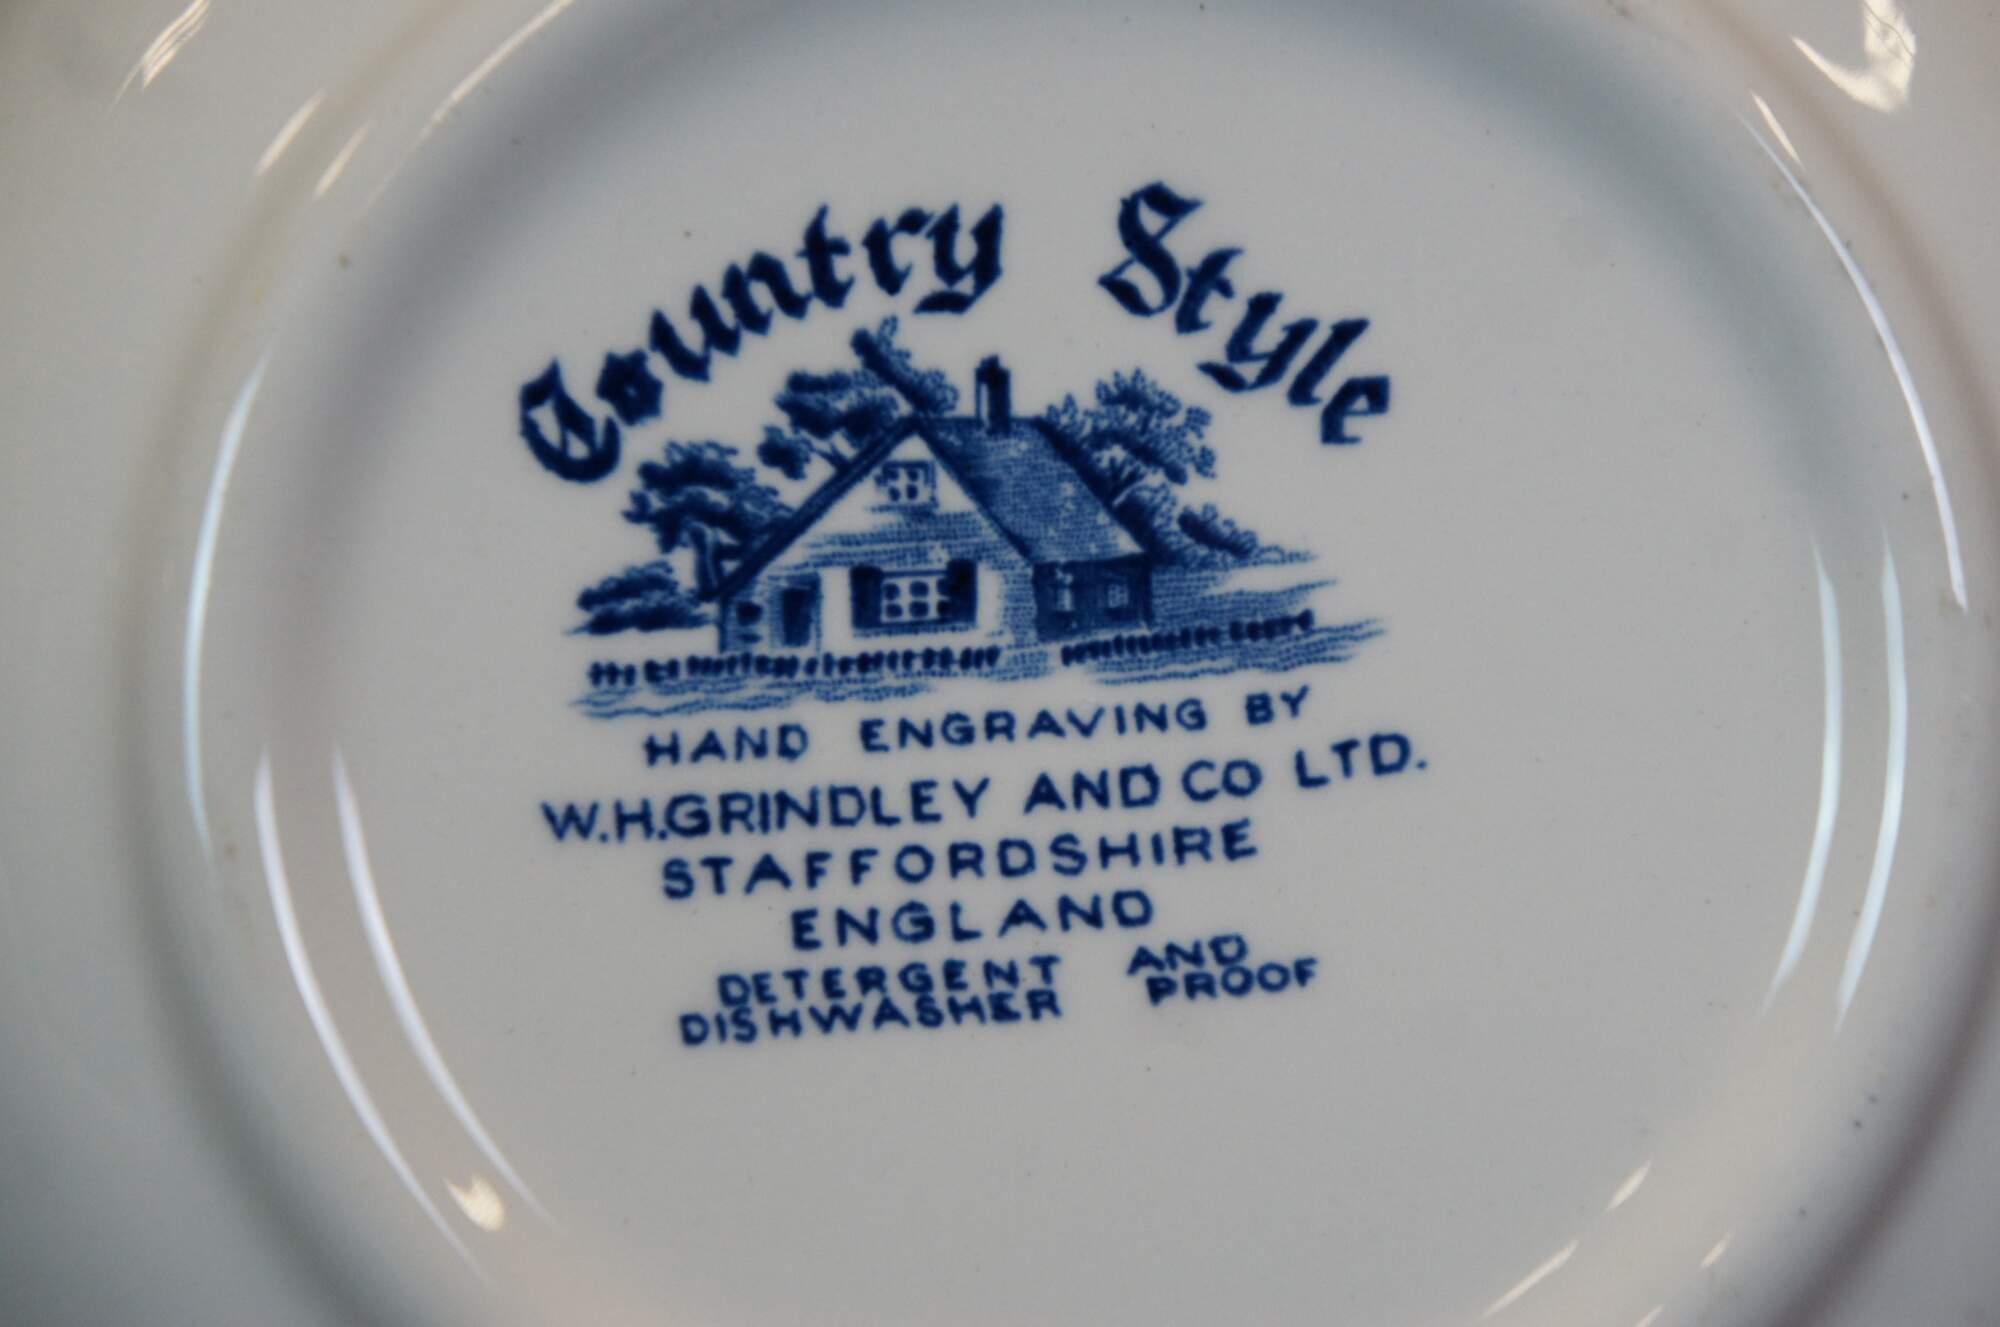 Country Style
HAND ENGRAVING BY
W.H.GRINDLEY AND CO LTD.
STAFFORDSHIRE
ENGLAND
DETERGENT AND
DISHWASHER PROOF